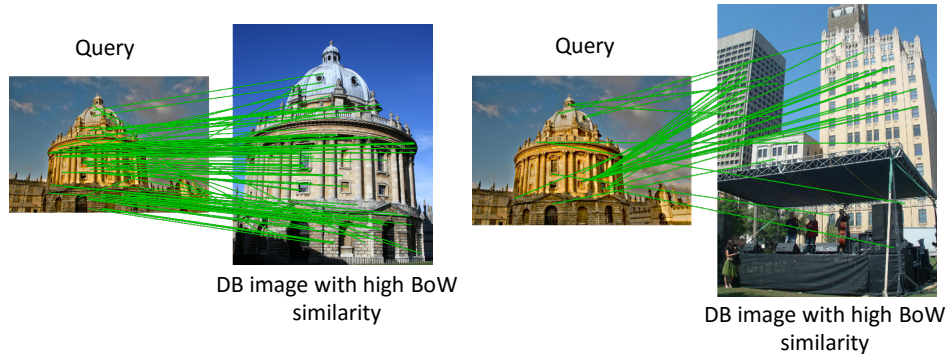 Query
Query
DB image with high BoW
similarity
DB image with high BoW
similarity